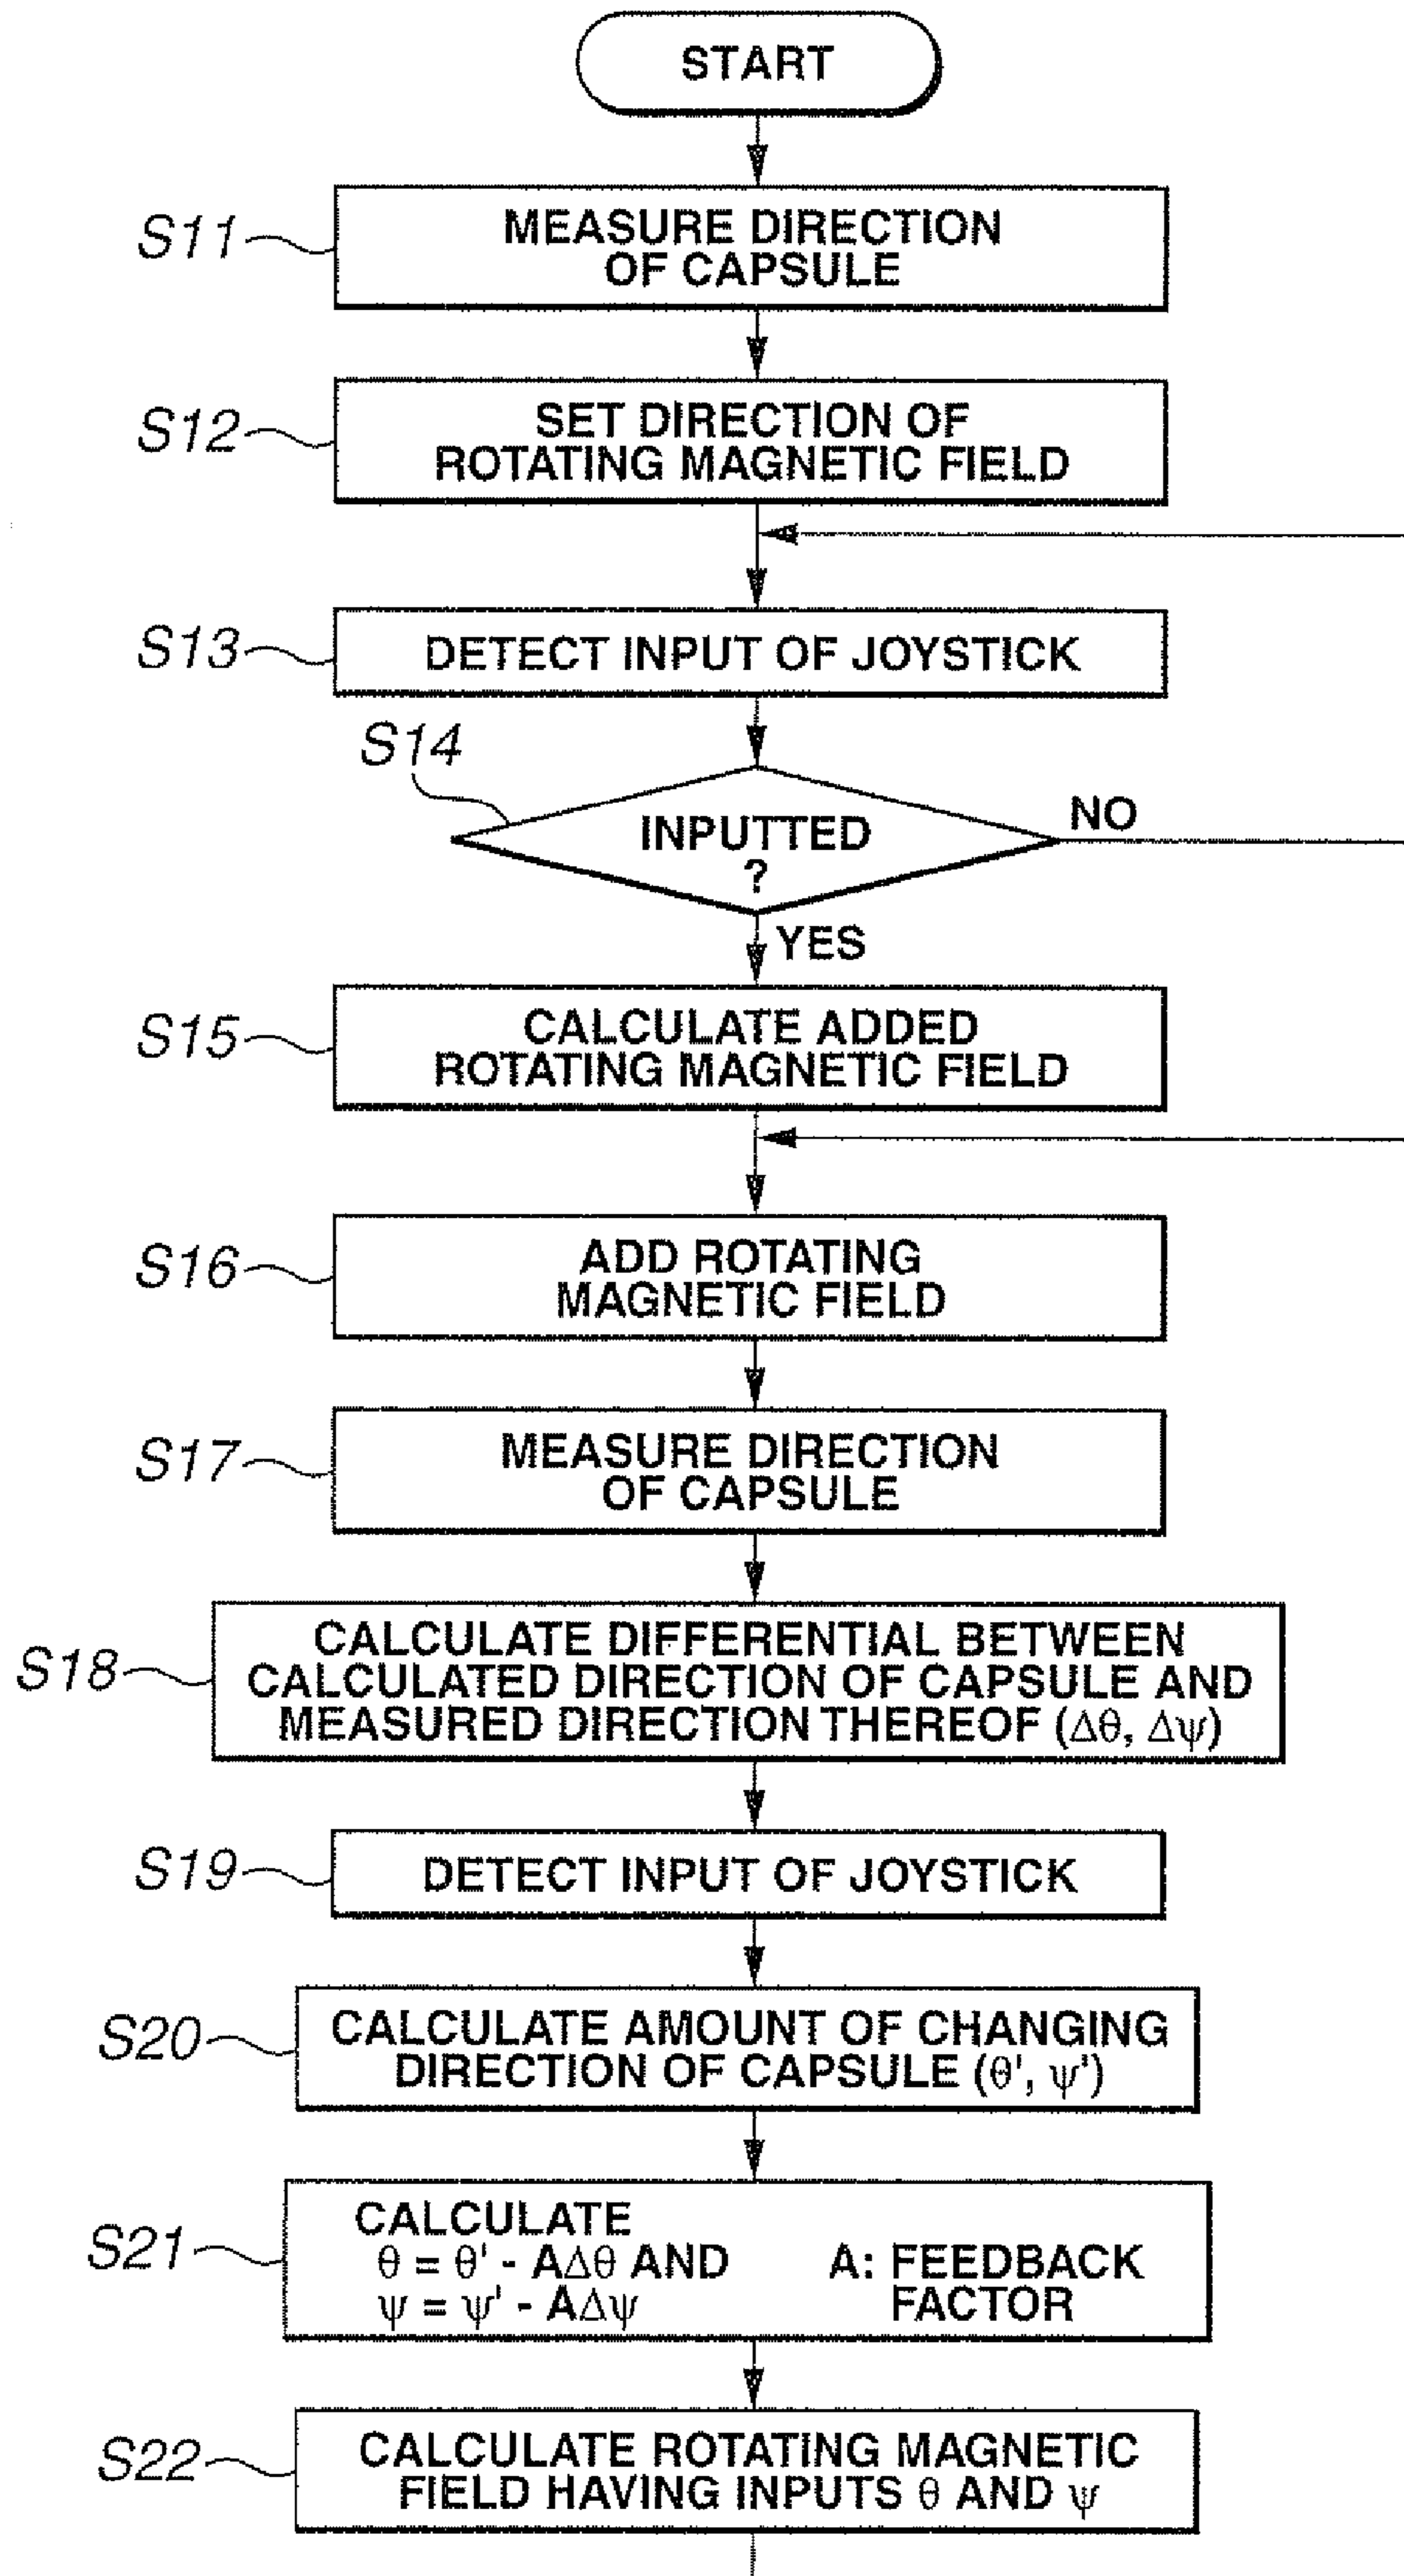 START
S11
MEASURE DIRECTION
OF CAPSULE
S12
SET DIRECTION OF
ROTATING MAGNETIC FIELD
S13
DETECT INPUT OF JOYSTICK
S14
INPUTTED
?
NO
YES
S15
CALCULATE ADDED
ROTATING MAGNETIC FIELD
S16
ADD ROTATING
MAGNETIC FIELD
S17
MEASURE DIRECTION
OF CAPSULE
S18
CALCULATE DIFFERENTIAL BETWEEN
CALCULATED DIRECTION OF CAPSULE AND
MEASURED DIRECTION THEREOF (Δθ, Δψ)
S19
DETECT INPUT OF JOYSTICK
S20
CALCULATE AMOUNT OF CHANGING
DIRECTION OF CAPSULE (θ', ψ')
S21
CALCULATE
θ = θ' - AΔθ AND
ψ = ψ' - AΔψ
A: FEEDBACK
FACTOR
S22
CALCULATE ROTATING MAGNETIC
FIELD HAVING INPUTS θ AND ψ